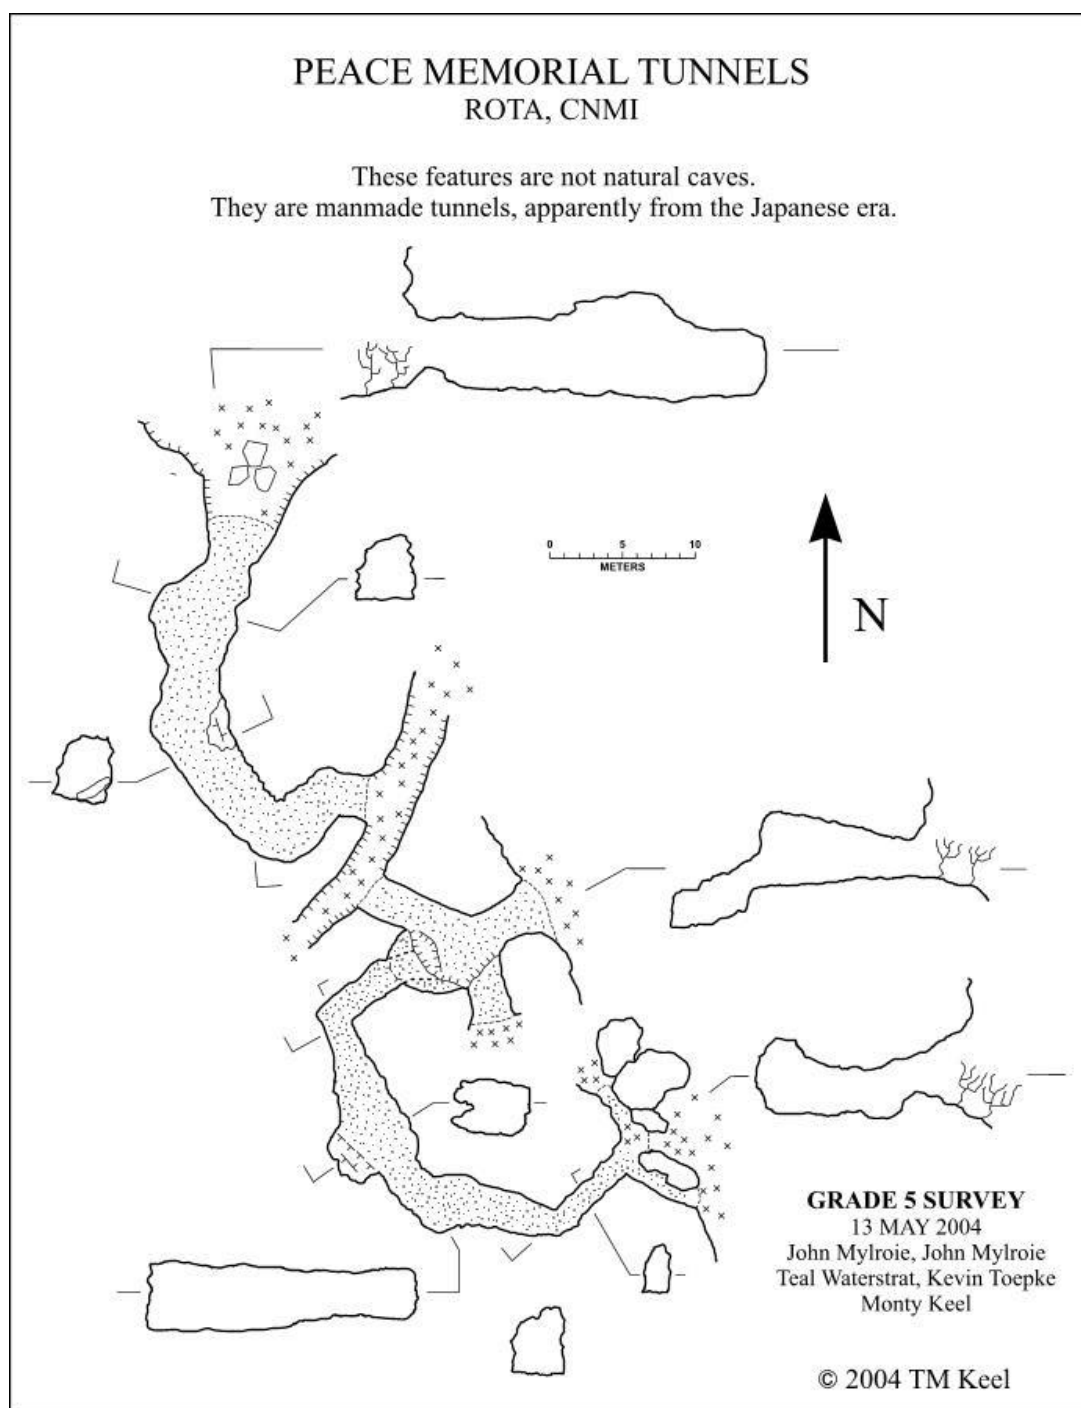 PEACE MEMORIAL TUNNELS
ROTA, CNMI
These features are not natural caves.
They are manmade tunnels, apparently from the Japanese era.
0 5 10
METERS
N
GRADE 5 SURVEY
13 MAY 2004
John Mylroie, John Mylroie
Teal Waterstrat, Kevin Toepke
Monty Keel
© 2004 TM Keel